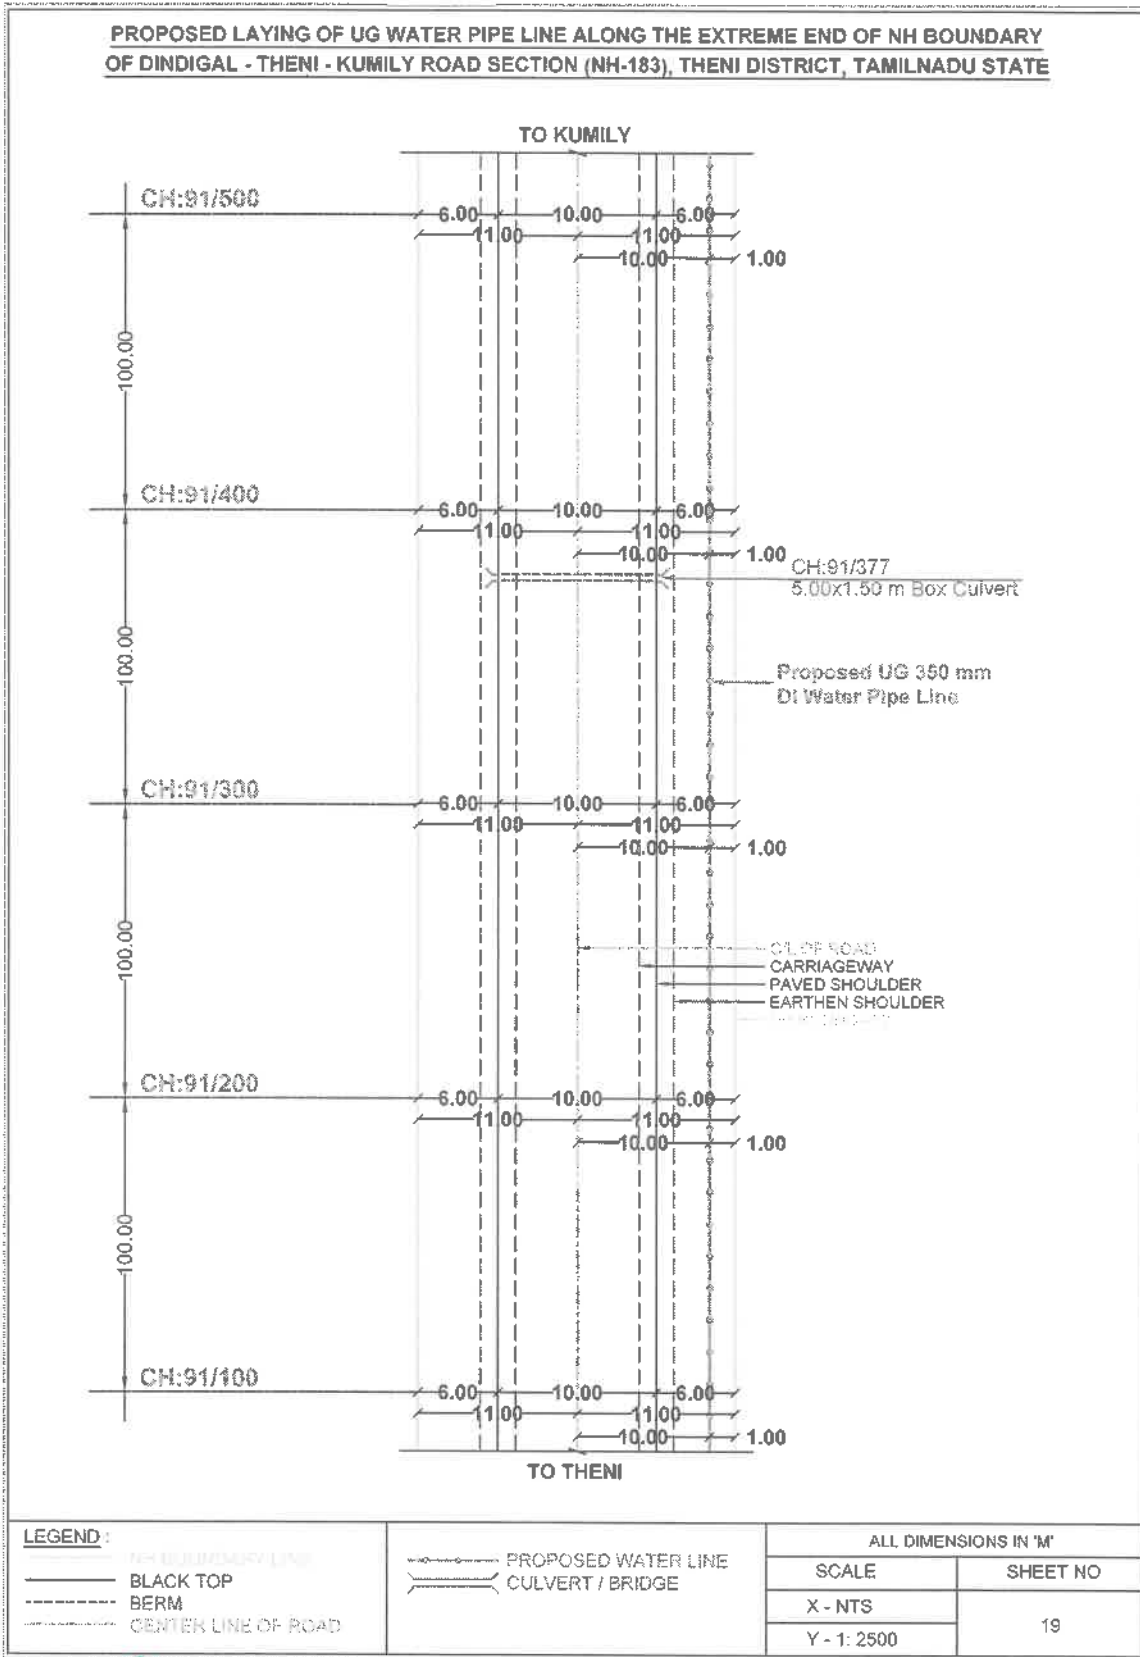 PROPOSED LAYING OF UG WATER PIPE LINE ALONG THE EXTREME END OF NH BOUNDARY
OF DINDIGAL - THENI - KUMILY ROAD SECTION (NH-183), THENI DISTRICT, TAMILNADU STATE
TO KUMILY
CH:91/500
6.00 10.00 6.00
11.00 11.00
10.00 1.00
100.00
CH:91/400
6.00 10.00 6.00
11.00 11.00
10.00 1.00
CH:91/377
5.00x1.50 m Box Culvert
100.00
Proposed UG 350 mm
DI Water Pipe Line
CH:91/300
6.00 10.00 6.00
11.00 11.00
10.00 1.00
100.00
C/L OF ROAD
CARRIAGEWAY
PAVED SHOULDER
EARTHEN SHOULDER
CH:91/200
6.00 10.00 6.00
11.00 11.00
10.00 1.00
100.00
CH:91/100
6.00 10.00 6.00
11.00 11.00
10.00 1.00
TO THENI
LEGEND :
NH BOUNDARY LINE
BLACK TOP
BERM
CENTER LINE OF ROAD
PROPOSED WATER LINE
CULVERT / BRIDGE
ALL DIMENSIONS IN 'M'
SCALE
SHEET NO
X - NTS
Y - 1: 2500
19